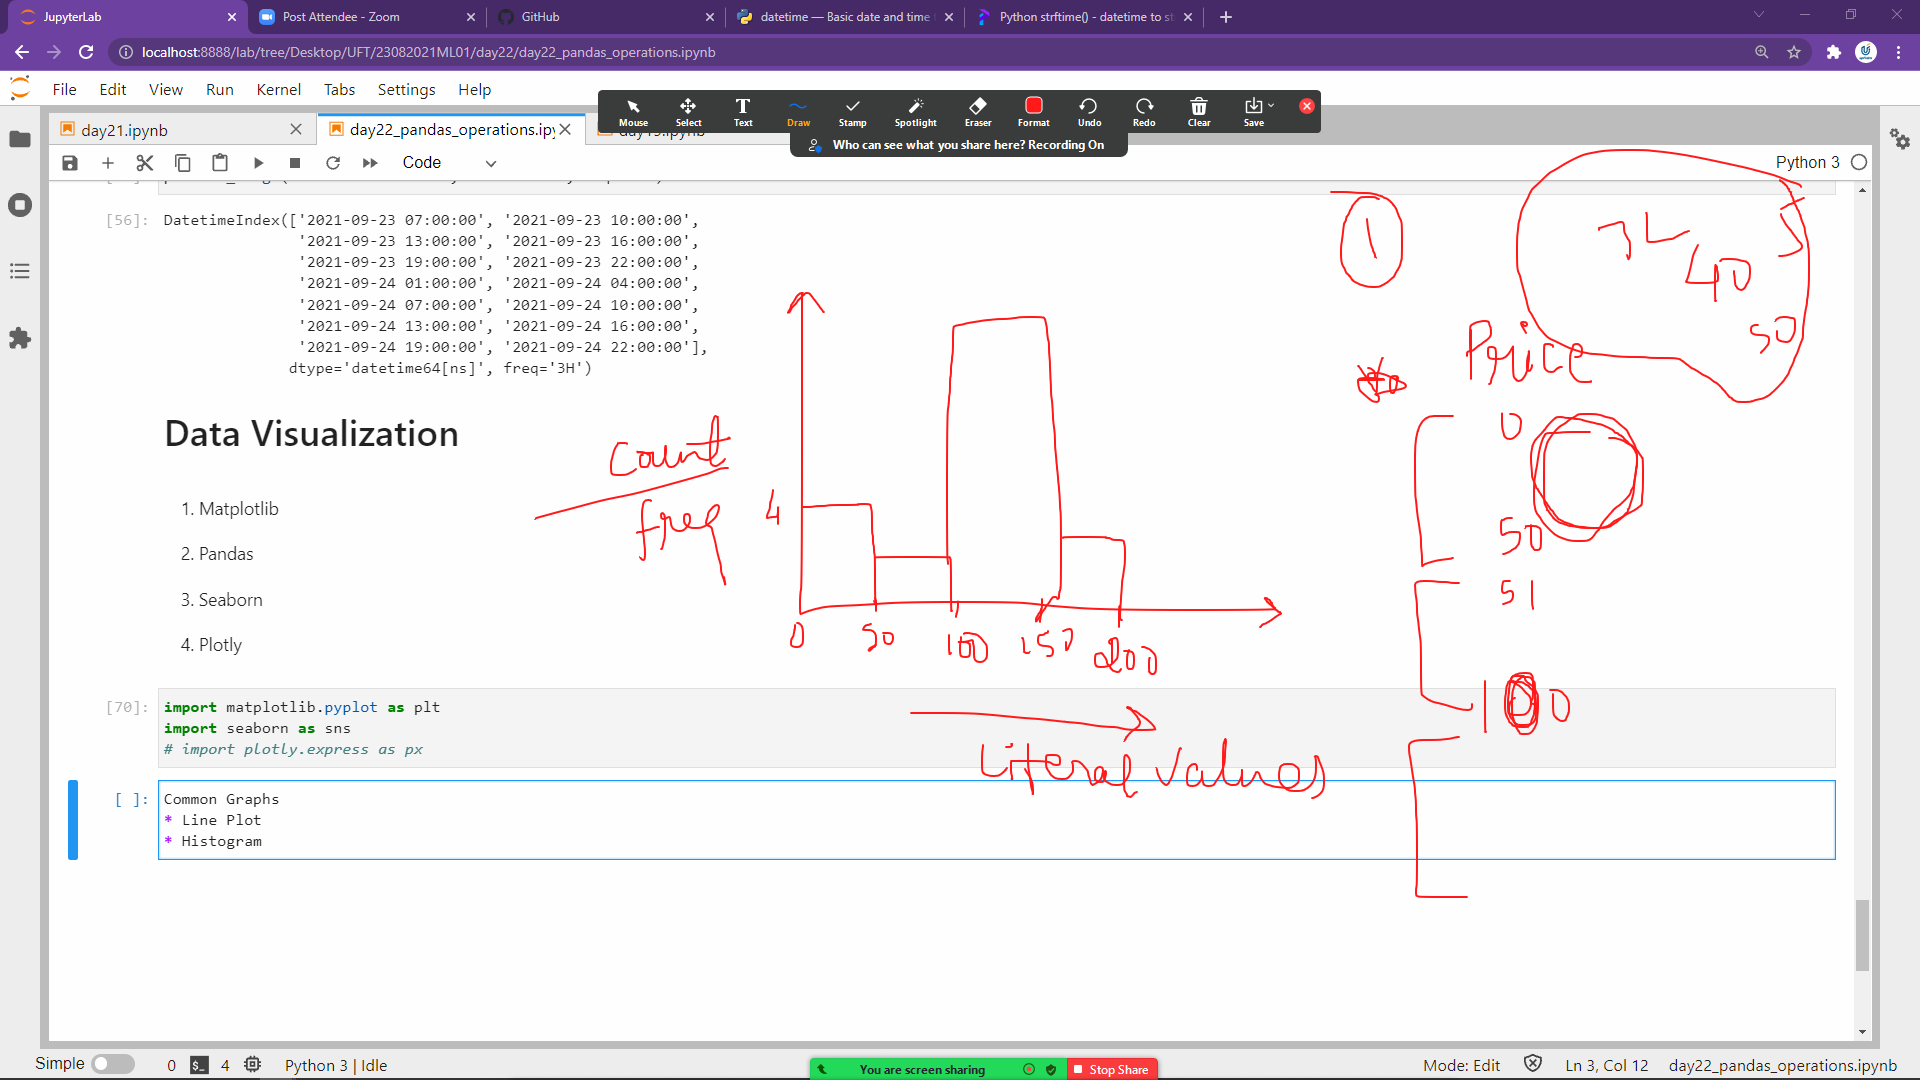 JupyterLab
Post Attendee - Zoom
GitHub
datetime — Basic date and time
Python strftime() - datetime to st
localhost:8888/lab/tree/Desktop/UFT/23082021ML01/day22/day22_pandas_operations.ipynb
File Edit View Run Kernel Tabs Settings Help
Mouse Select Text Draw Stamp Spotlight Eraser Format Undo Redo Clear Save
day21.ipynb
day22_pandas_operations.ipy
Who can see what you share here? Recording On
Code
Python 3
[56]: DatetimeIndex(['2021-09-23 07:00:00', '2021-09-23 10:00:00',
'2021-09-23 13:00:00', '2021-09-23 16:00:00',
'2021-09-23 19:00:00', '2021-09-23 22:00:00',
'2021-09-24 01:00:00', '2021-09-24 04:00:00',
'2021-09-24 07:00:00', '2021-09-24 10:00:00',
'2021-09-24 13:00:00', '2021-09-24 16:00:00',
'2021-09-24 19:00:00', '2021-09-24 22:00:00'],
dtype='datetime64[ns]', freq='3H')
1
40
50
Price
0
50
51
100
Data Visualization
count
freq
4
0 50 100 150 200
Literal values
1. Matplotlib
2. Pandas
3. Seaborn
4. Plotly
[70]: import matplotlib.pyplot as plt
import seaborn as sns
# import plotly.express as px
[ ]: Common Graphs
* Line Plot
* Histogram
Simple 0 4 Python 3 | Idle
You are screen sharing Stop Share
Mode: Edit Ln 3, Col 12 day22_pandas_operations.ipynb